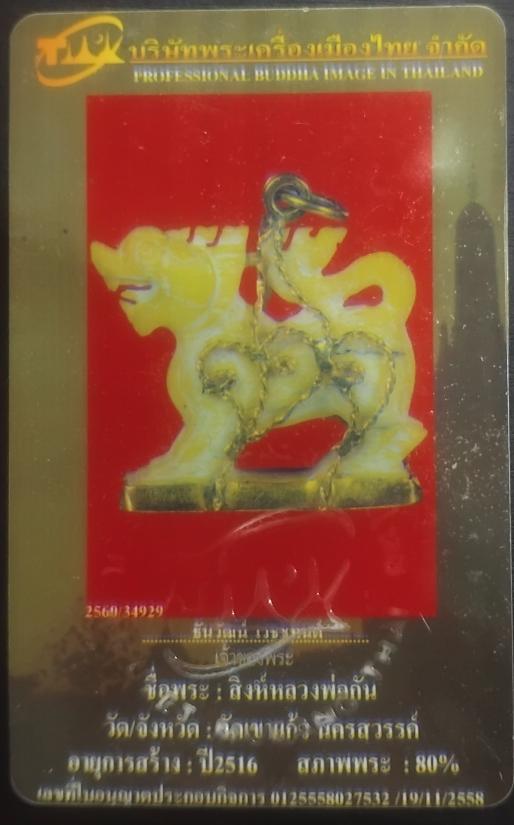 บริษัทพระเครื่องเมืองไทย จำกัด
PROFESSIONAL BUDDHA IMAGE IN THAILAND
2560/34929
ธันวัฒน์
เจ้าของพระ
ชื่อพระ : สิงห์หลวงพ่อกัน
วัด/จังหวัด : วัดเขาแก้ว นครสวรรค์
อายุการสร้าง : ปี2516 สภาพพระ : 80%
เลขที่ใบอนุญาตประกอบกิจการ 0125558027532 /19/11/2558